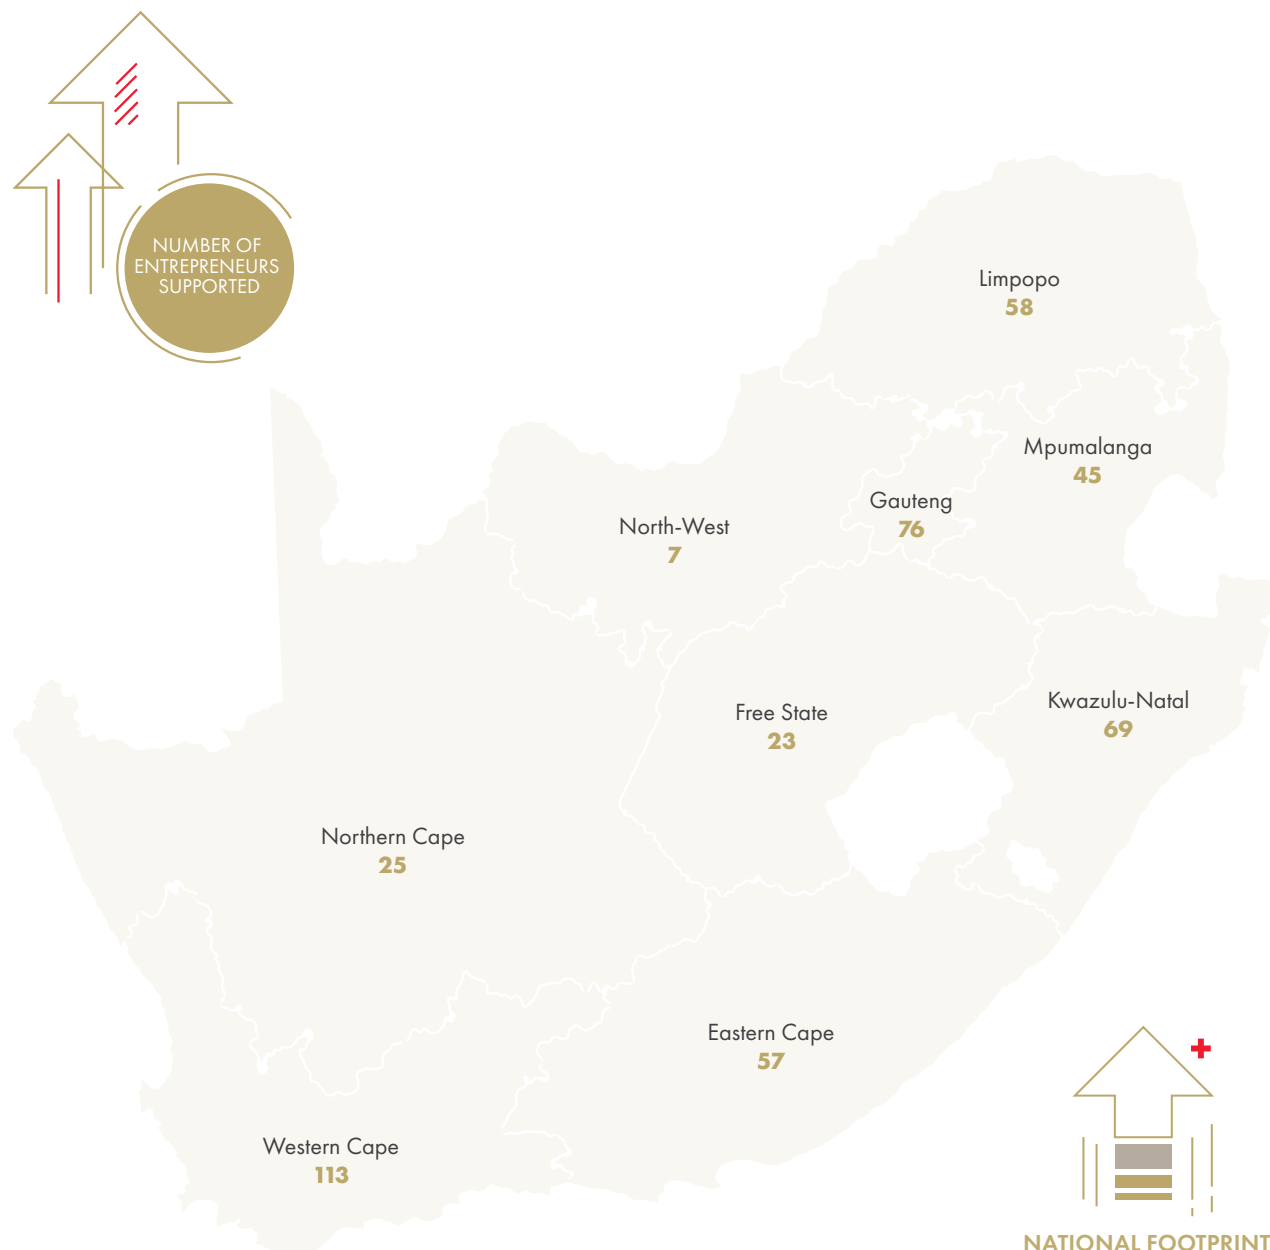 NUMBER OF
ENTREPRENEURS
SUPPORTED
Limpopo
58
Mpumalanga
45
Gauteng
76
North-West
7
Kwazulu-Natal
69
Free State
23
Northern Cape
25
Eastern Cape
57
Western Cape
113
NATIONAL FOOTPRINT